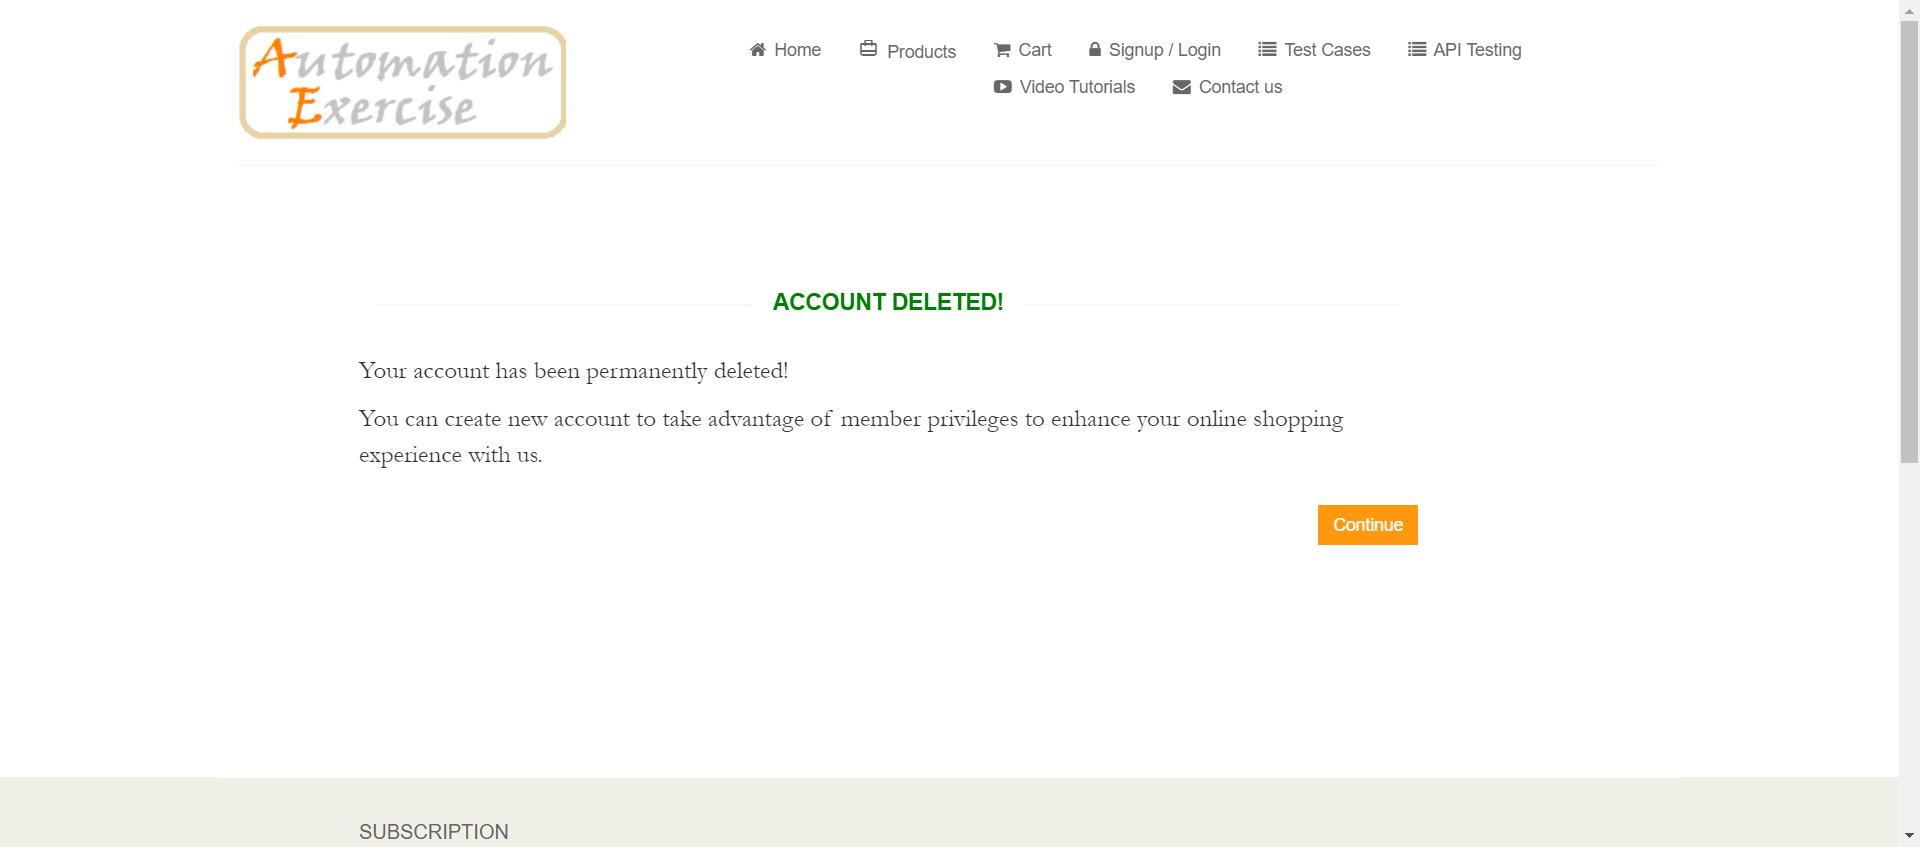 Automation
Exercise
Home
Products
Cart
Signup / Login
Test Cases
API Testing
Video Tutorials
Contact us
ACCOUNT DELETED!
Your account has been permanently deleted!
You can create new account to take advantage of member privileges to enhance your online shopping
experience with us.
Continue
SUBSCRIPTION